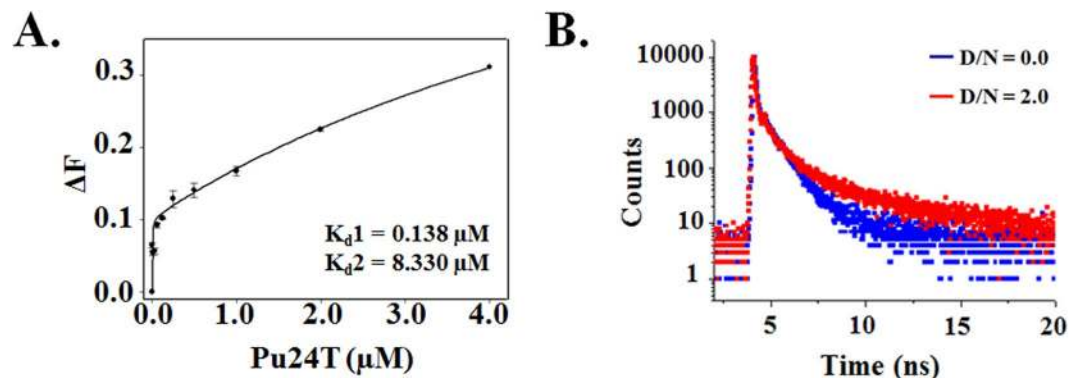 A.
ΔF
0.3
0.2
0.1
0.0
0.0 1.0 2.0 3.0 4.0
Pu24T (μM)
Kd1 = 0.138 μM
Kd2 = 8.330 μM
B.
Counts
10000
1000
100
10
1
5 10 15 20
Time (ns)
D/N = 0.0
D/N = 2.0